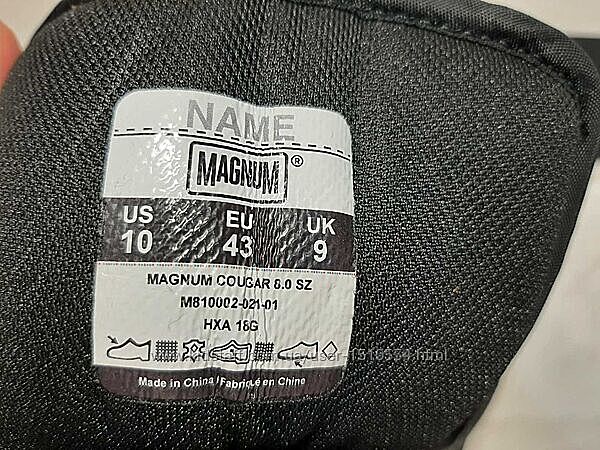 NAME
MAGNUM®
US EU UK
10 43 9
MAGNUM COUGAR 8.0 SZ
M810002-021-01
HXA 18G
Made in China / Fabriqué en Chine